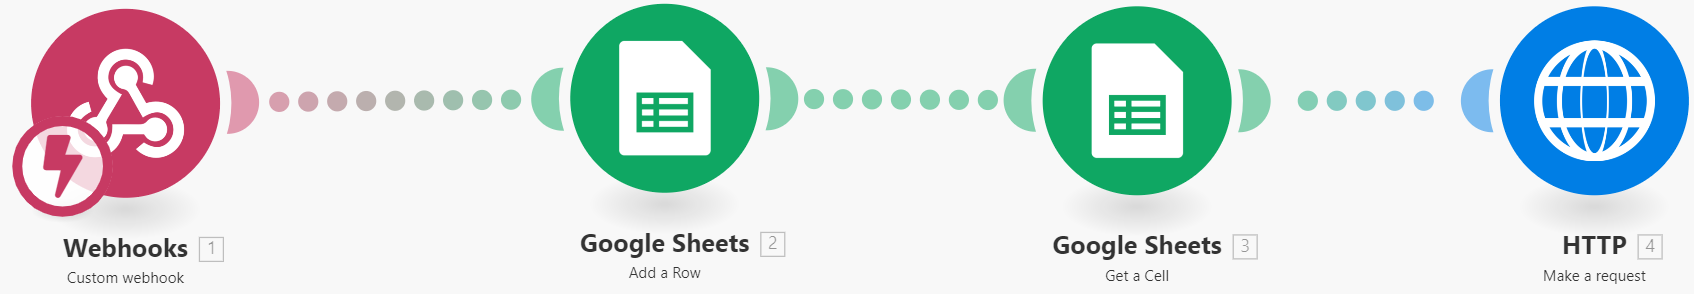 Webhooks 1
Custom webhook
Google Sheets 2
Add a Row
Google Sheets 3
Get a Cell
HTTP 4
Make a request